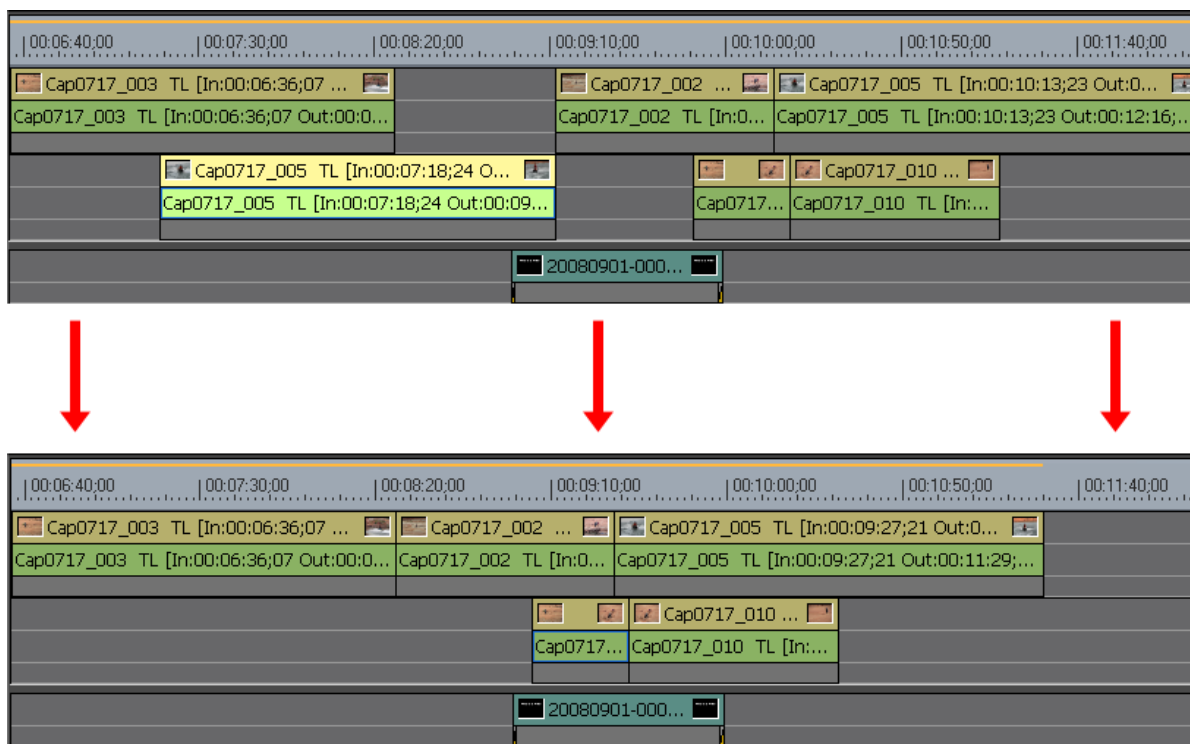 00:06:40;00 00:07:30;00 00:08:20;00 00:09:10;00 00:10:00;00 00:10:50;00 00:11:40;00
Cap0717_003 TL [In:00:06:36;07 ... Cap0717_002 ... Cap0717_005 TL [In:00:10:13;23 Out:0...
Cap0717_003 TL [In:00:06:36;07 Out:00:0... Cap0717_002 TL [In:0... Cap0717_005 TL [In:00:10:13;23 Out:00:12:16;...
Cap0717_005 TL [In:00:07:18;24 O... Cap0717_010 ...
Cap0717_005 TL [In:00:07:18;24 Out:00:09... Cap0717... Cap0717_010 TL [In:...
20080901-000...
00:06:40;00 00:07:30;00 00:08:20;00 00:09:10;00 00:10:00;00 00:10:50;00 00:11:40;00
Cap0717_003 TL [In:00:06:36;07 ... Cap0717_002 ... Cap0717_005 TL [In:00:09:27;21 Out:0...
Cap0717_003 TL [In:00:06:36;07 Out:00:0... Cap0717_002 TL [In:0... Cap0717_005 TL [In:00:09:27;21 Out:00:11:29;...
Cap0717_010 ...
Cap0717... Cap0717_010 TL [In:...
20080901-000...